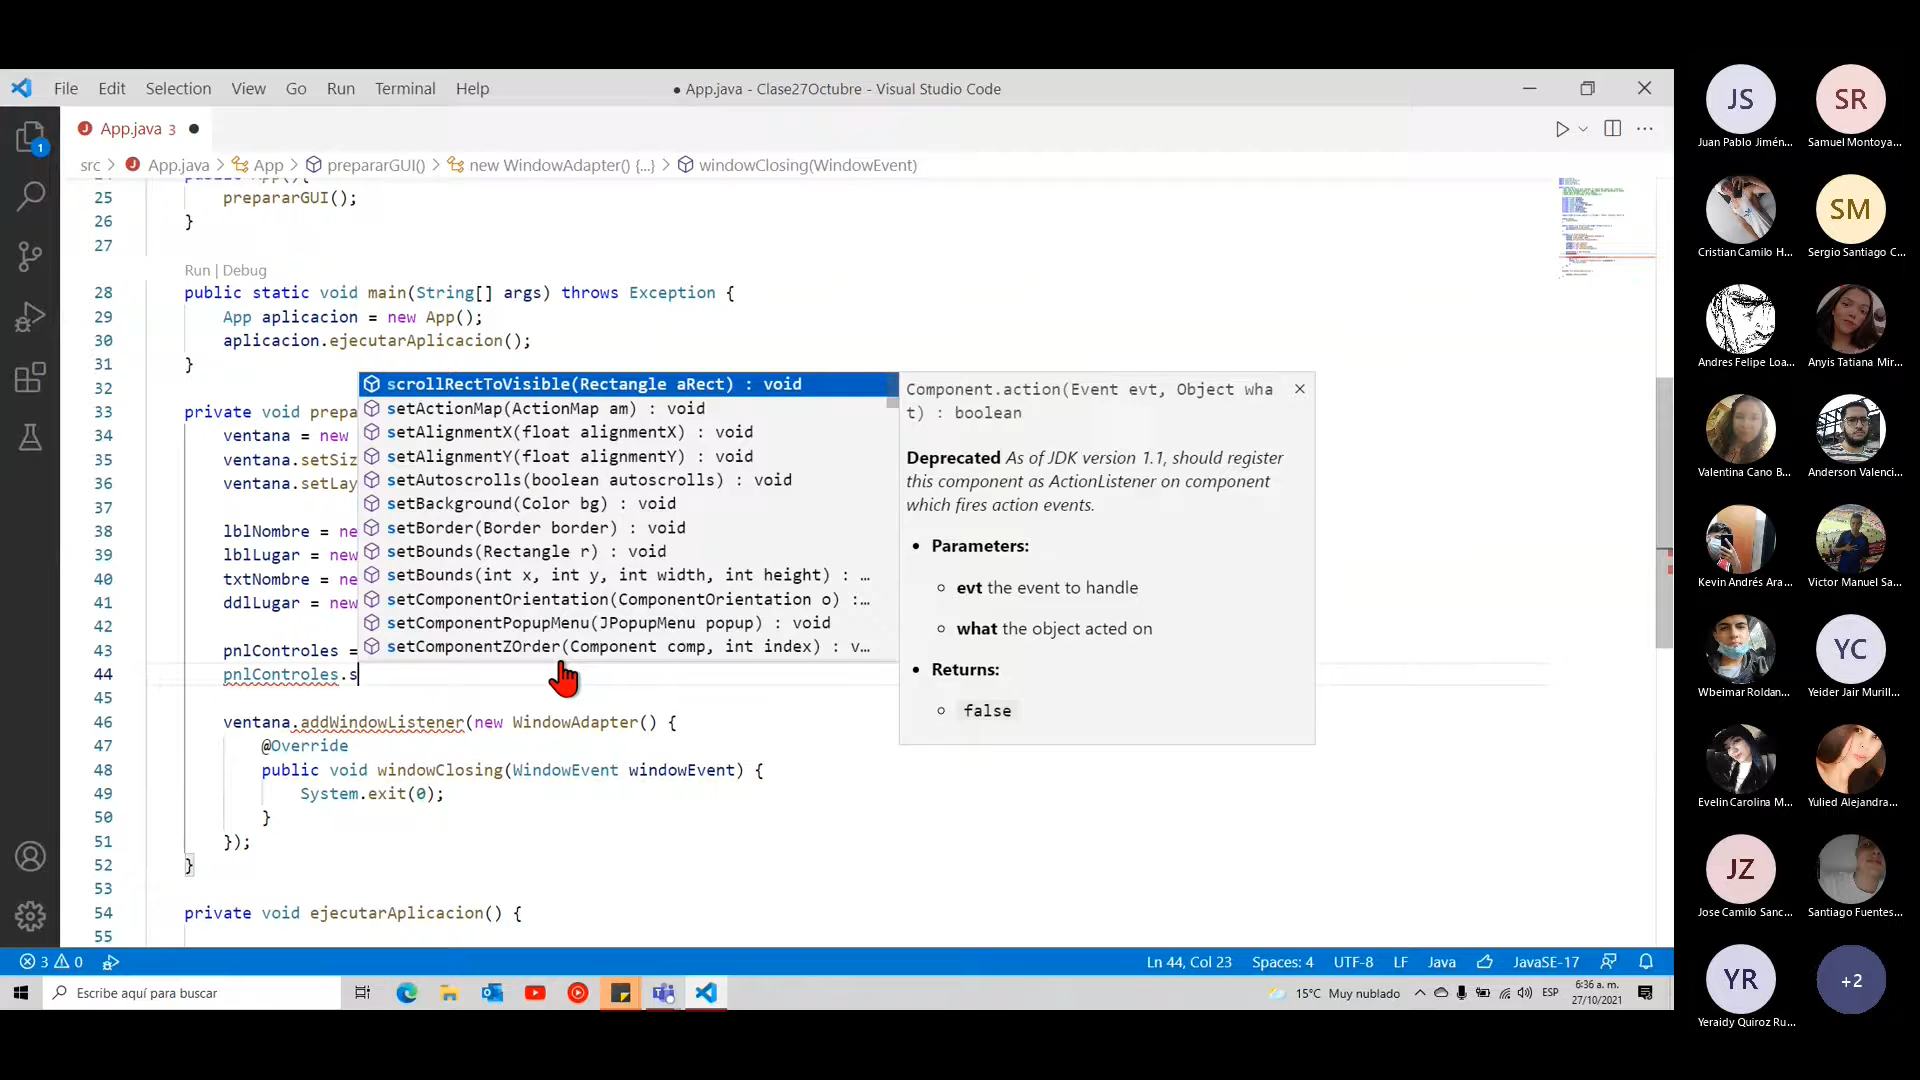 File Edit Selection View Go Run Terminal Help
● App.java - Clase27Octubre - Visual Studio Code
App.java 3 ●
src > App.java > App > prepararGUI() > new WindowAdapter() {...} > windowClosing(WindowEvent)
25 prepararGUI();
26 }
27
Run | Debug
28 public static void main(String[] args) throws Exception {
29 App aplicacion = new App();
30 aplicacion.ejecutarAplicacion();
31 }
32
33 private void prepa
34 ventana = new
35 ventana.setSiz
36 ventana.setLay
37
38 lblNombre = ne
39 lblLugar = new
40 txtNombre = ne
41 ddlLugar = new
42
43 pnlControles =
44 pnlControles.s
45
46 ventana.addWindowListener(new WindowAdapter() {
47 @Override
48 public void windowClosing(WindowEvent windowEvent) {
49 System.exit(0);
50 }
51 });
52 }
53
54 private void ejecutarAplicacion() {
55
scrollRectToVisible(Rectangle aRect) : void
setActionMap(ActionMap am) : void
setAlignmentX(float alignmentX) : void
setAlignmentY(float alignmentY) : void
setAutoscrolls(boolean autoscrolls) : void
setBackground(Color bg) : void
setBorder(Border border) : void
setBounds(Rectangle r) : void
setBounds(int x, int y, int width, int height) : …
setComponentOrientation(ComponentOrientation o) :…
setComponentPopupMenu(JPopupMenu popup) : void
setComponentZOrder(Component comp, int index) : v…
Component.action(Event evt, Object wha
t) : boolean
Deprecated As of JDK version 1.1, should register
this component as ActionListener on component
which fires action events.
• Parameters:
○ evt the event to handle
○ what the object acted on
• Returns:
○ false
3 0
Ln 44, Col 23 Spaces: 4 UTF-8 LF Java JavaSE-17
1
Escribe aquí para buscar
15°C Muy nublado
ESP
6:36 a. m.
27/10/2021
JS
Juan Pablo Jimén...
SR
Samuel Montoya...
Cristian Camilo H...
SM
Sergio Santiago C...
Andres Felipe Loa...
Anyis Tatiana Mir...
Valentina Cano B...
Anderson Valenci...
Kevin Andrés Ara...
Victor Manuel Sa...
Wbeimar Roldan...
YC
Yeider Jair Murill...
Evelin Carolina M...
Yulied Alejandra...
JZ
Jose Camilo Sanc...
Santiago Fuentes...
YR
Yeraidy Quiroz Ru...
+2